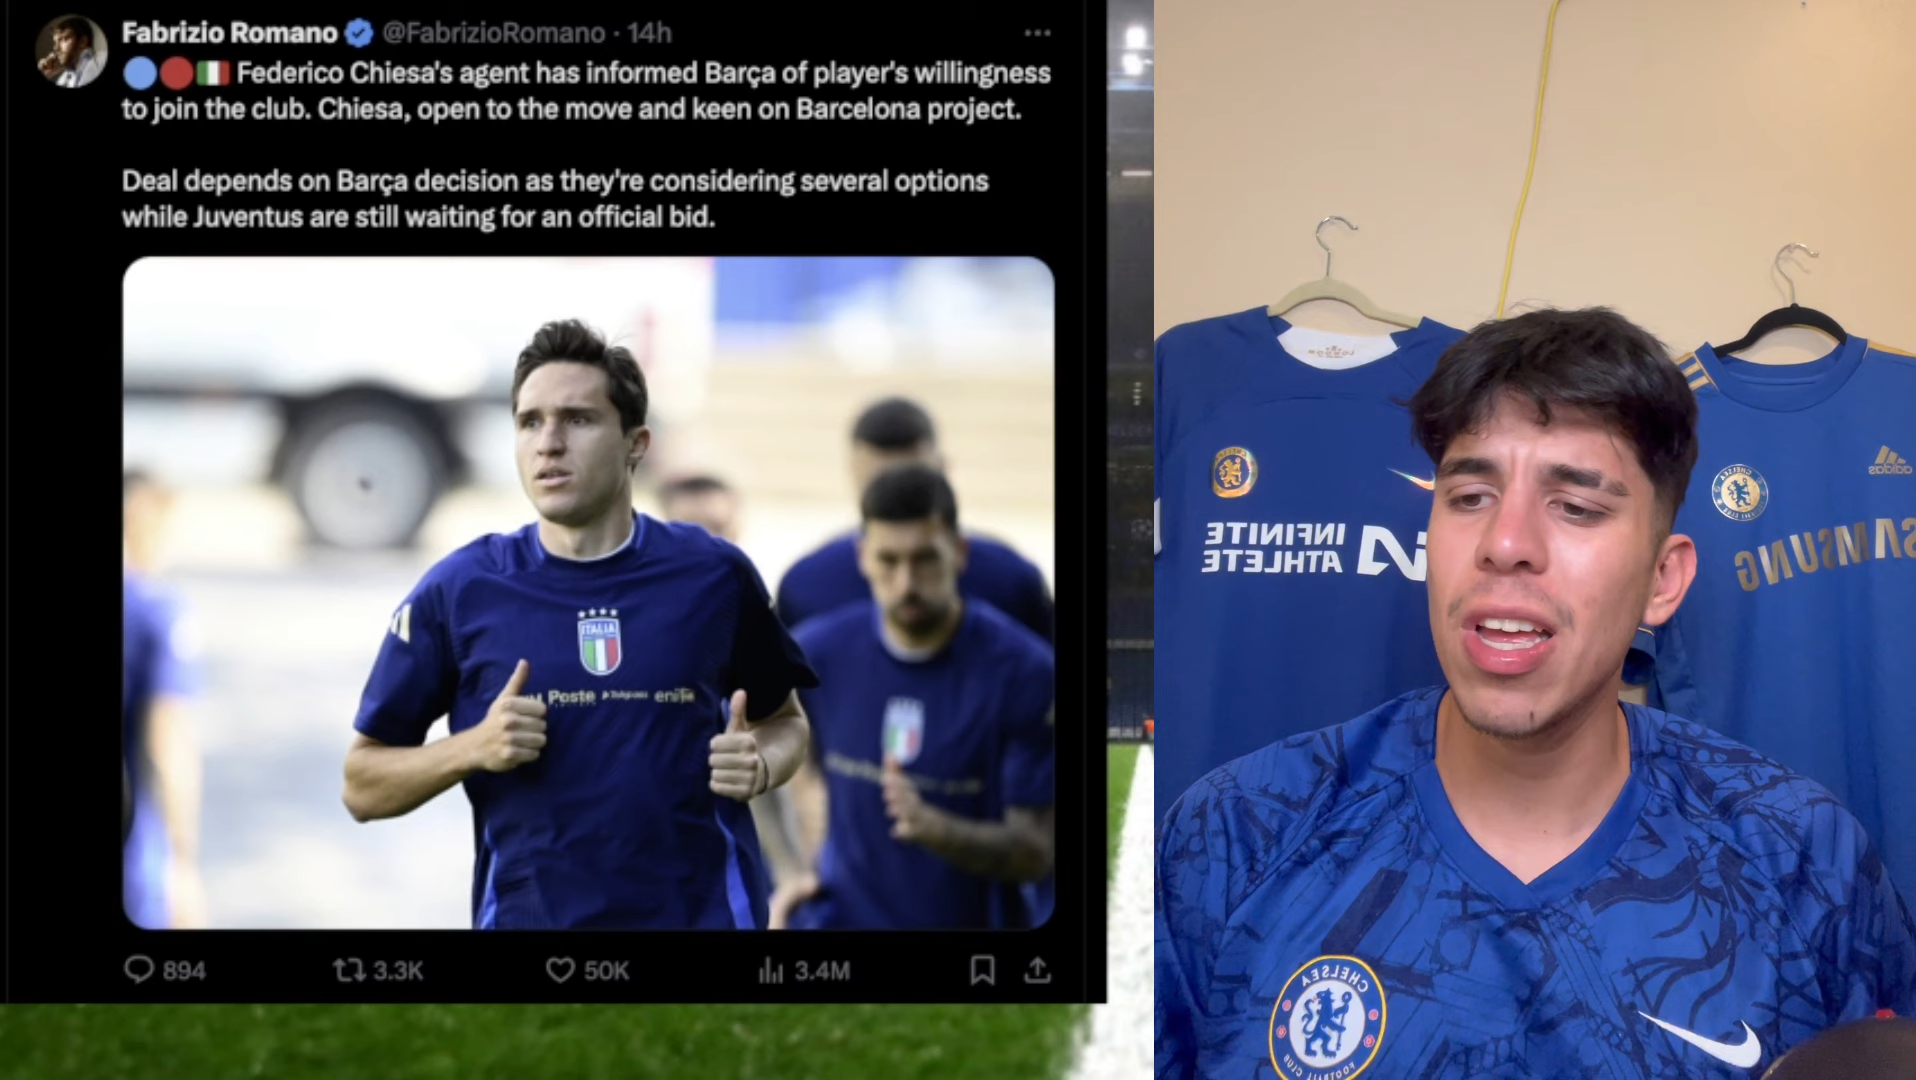 Fabrizio Romano @FabrizioRomano · 14h
Federico Chiesa's agent has informed Barça of player's willingness
to join the club. Chiesa, open to the move and keen on Barcelona project.
Deal depends on Barça decision as they're considering several options
while Juventus are still waiting for an official bid.
ITALIA
Poste
894 3.3K 50K 3.4M
INFINITE
ATHLETE
adidas
SAMSUNG
CHELSEA
FOOTBALL CLUB